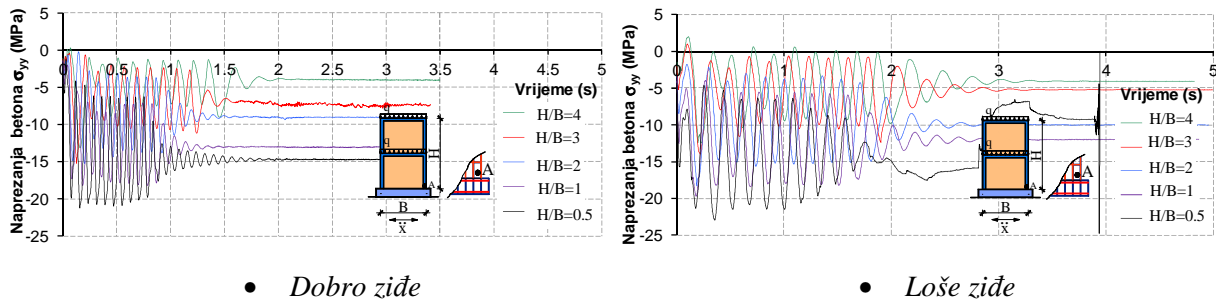 Naprezanja betona σyy (MPa)
5
0
-5
-10
-15
-20
-25
0 0.5 1 1.5 2 2.5 3 3.5 4 4.5 5
Vrijeme (s)
H/B=4
H/B=3
H/B=2
H/B=1
H/B=0.5
q
q
H
A
B
ẍ
A
• Dobro ziđe
Naprezanja betona σyy (MPa)
5
0
-5
-10
-15
-20
-25
0 1 2 3 4 5
Vrijeme (s)
H/B=4
H/B=3
H/B=2
H/B=1
H/B=0.5
q
q
H
A
B
ẍ
A
• Loše ziđe